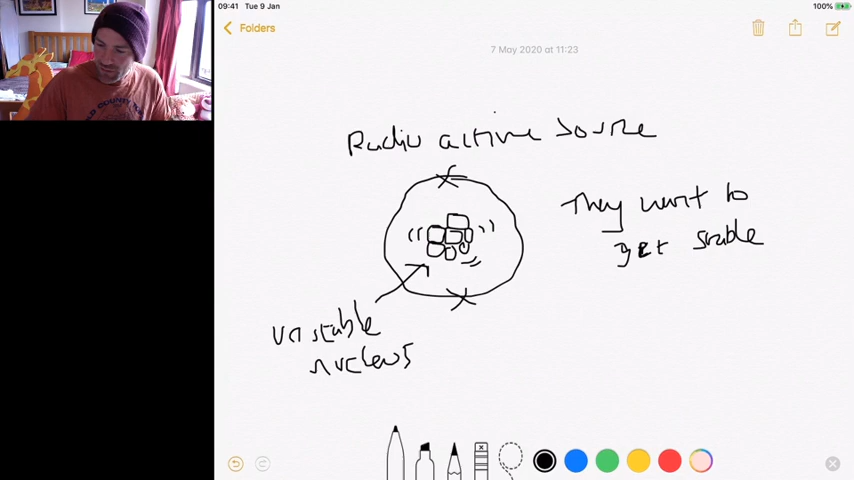 09:41 Tue 9 Jan
100%
Folders
7 May 2020 at 11:23
Radio active source
They want to
get stable
unstable
nucleus